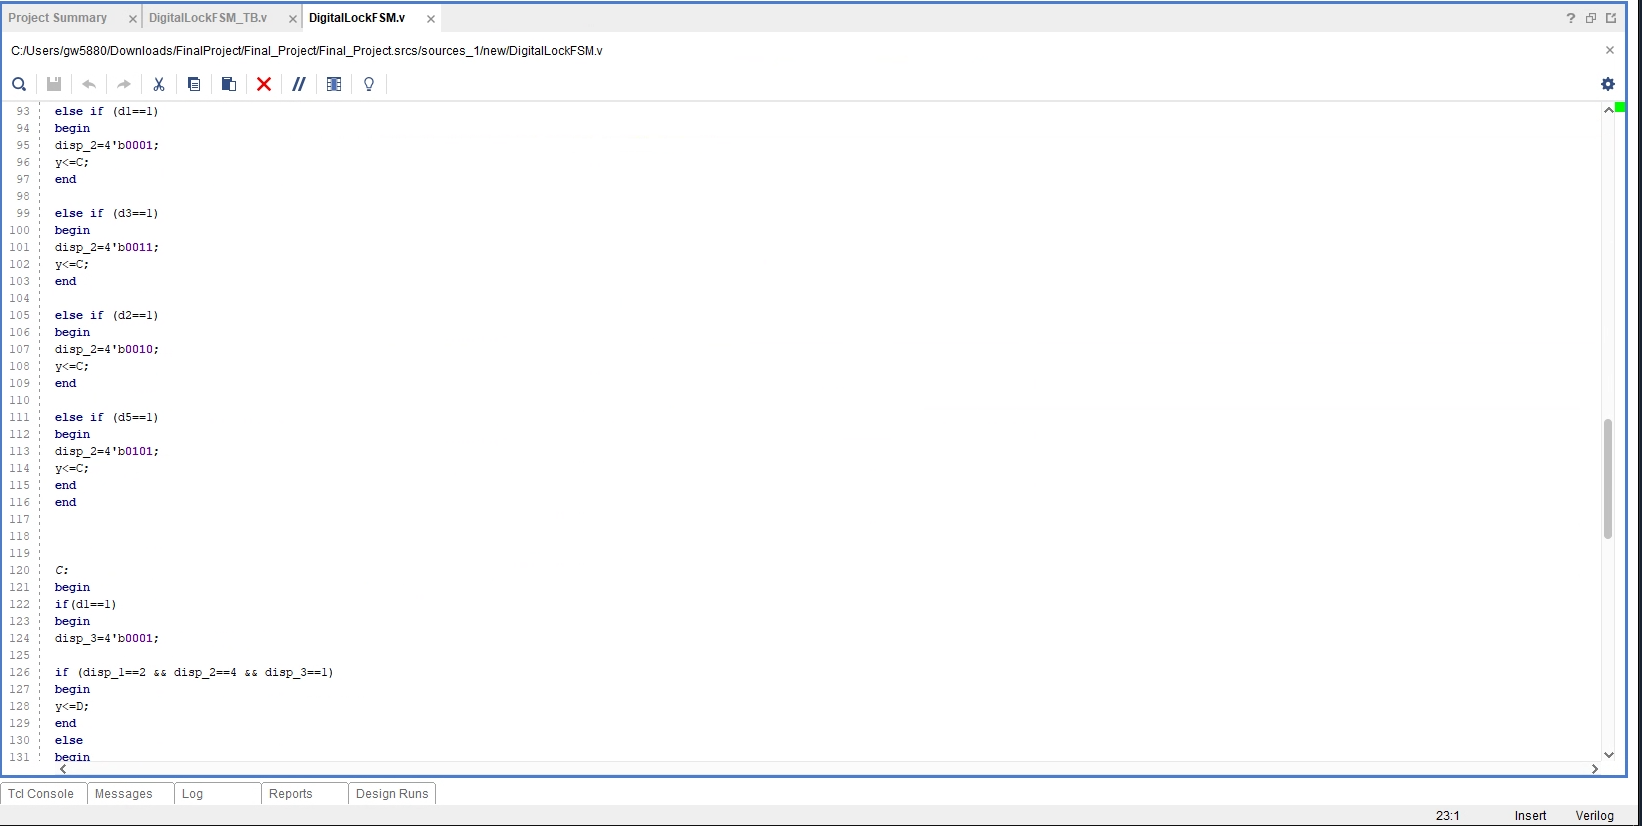 Project Summary × DigitalLockFSM_TB.v × DigitalLockFSM.v ×
?
C:/Users/gw5880/Downloads/FinalProject/Final_Project/Final_Project.srcs/sources_1/new/DigitalLockFSM.v ×
93 else if (d1==1)
94 begin
95 disp_2=4'b0001;
96 y<=C;
97 end
98
99 else if (d3==1)
100 begin
101 disp_2=4'b0011;
102 y<=C;
103 end
104
105 else if (d2==1)
106 begin
107 disp_2=4'b0010;
108 y<=C;
109 end
110
111 else if (d5==1)
112 begin
113 disp_2=4'b0101;
114 y<=C;
115 end
116 end
117
118
119
120 C:
121 begin
122 if(d1==1)
123 begin
124 disp_3=4'b0001;
125
126 if (disp_1==2 && disp_2==4 && disp_3==1)
127 begin
128 y<=D;
129 end
130 else
131 begin
Tcl Console Messages Log Reports Design Runs
23:1 Insert Verilog